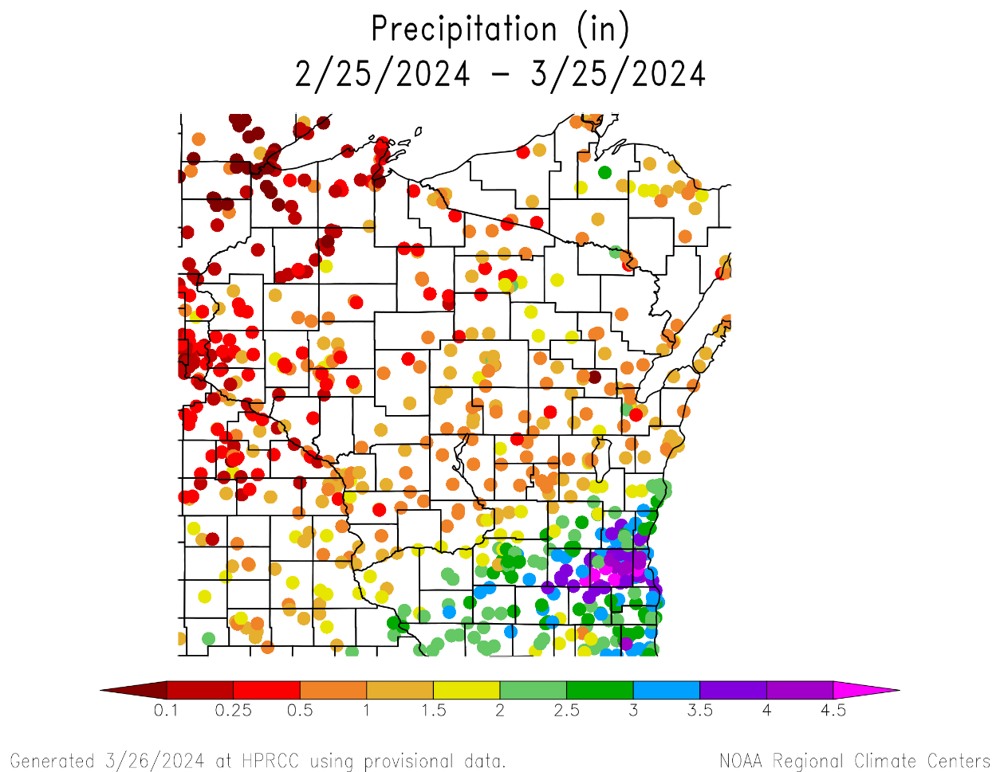 Precipitation (in)
2/25/2024 – 3/25/2024
0.1 0.25 0.5 1 1.5 2 2.5 3 3.5 4 4.5
Generated 3/26/2024 at HPRCC using provisional data.
NOAA Regional Climate Centers